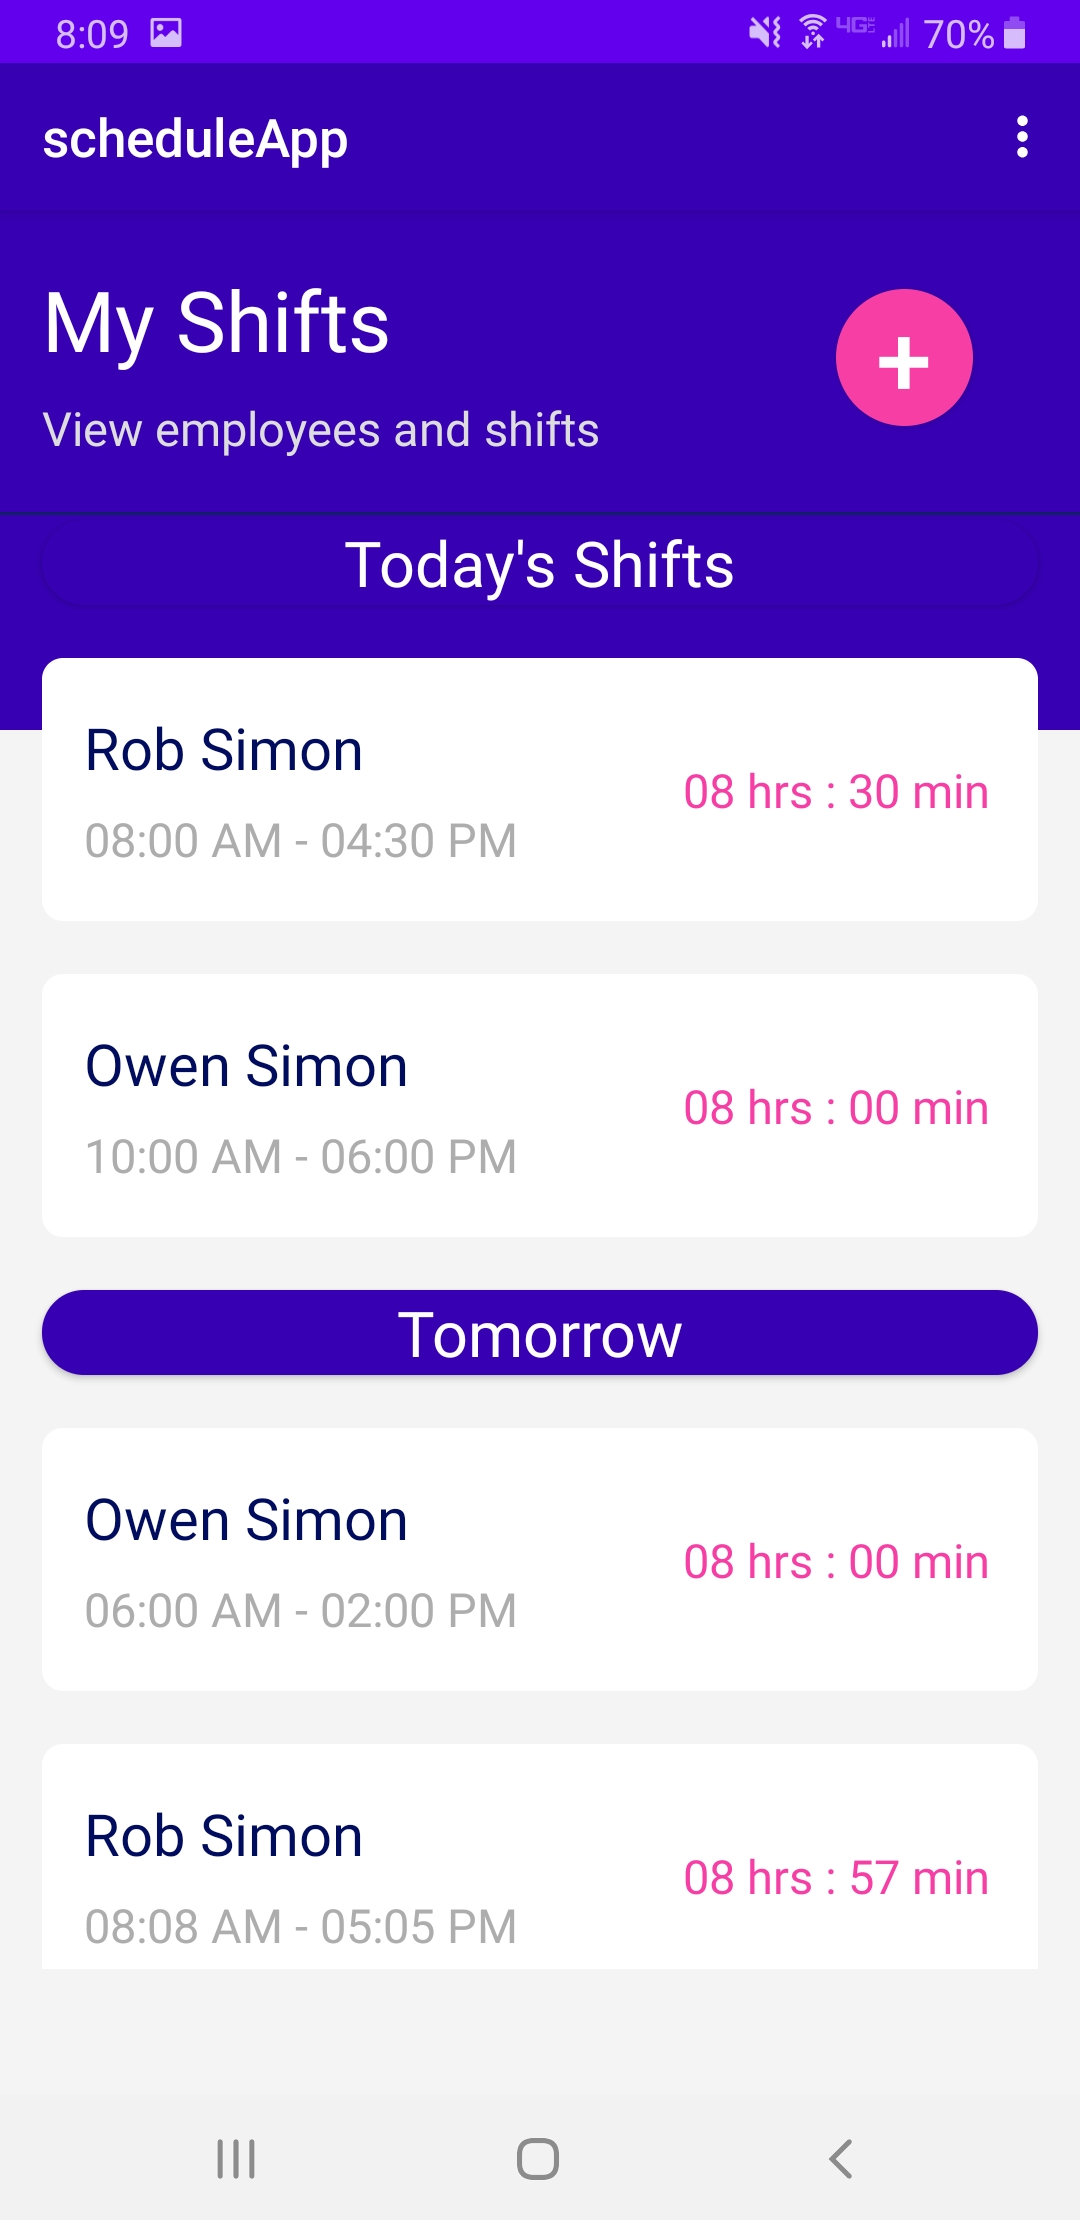 8:09 4G LTE 70%
scheduleApp
My Shifts
+
View employees and shifts
Today's Shifts
Rob Simon
08 hrs : 30 min
08:00 AM - 04:30 PM
Owen Simon
08 hrs : 00 min
10:00 AM - 06:00 PM
Tomorrow
Owen Simon
08 hrs : 00 min
06:00 AM - 02:00 PM
Rob Simon
08 hrs : 57 min
08:08 AM - 05:05 PM